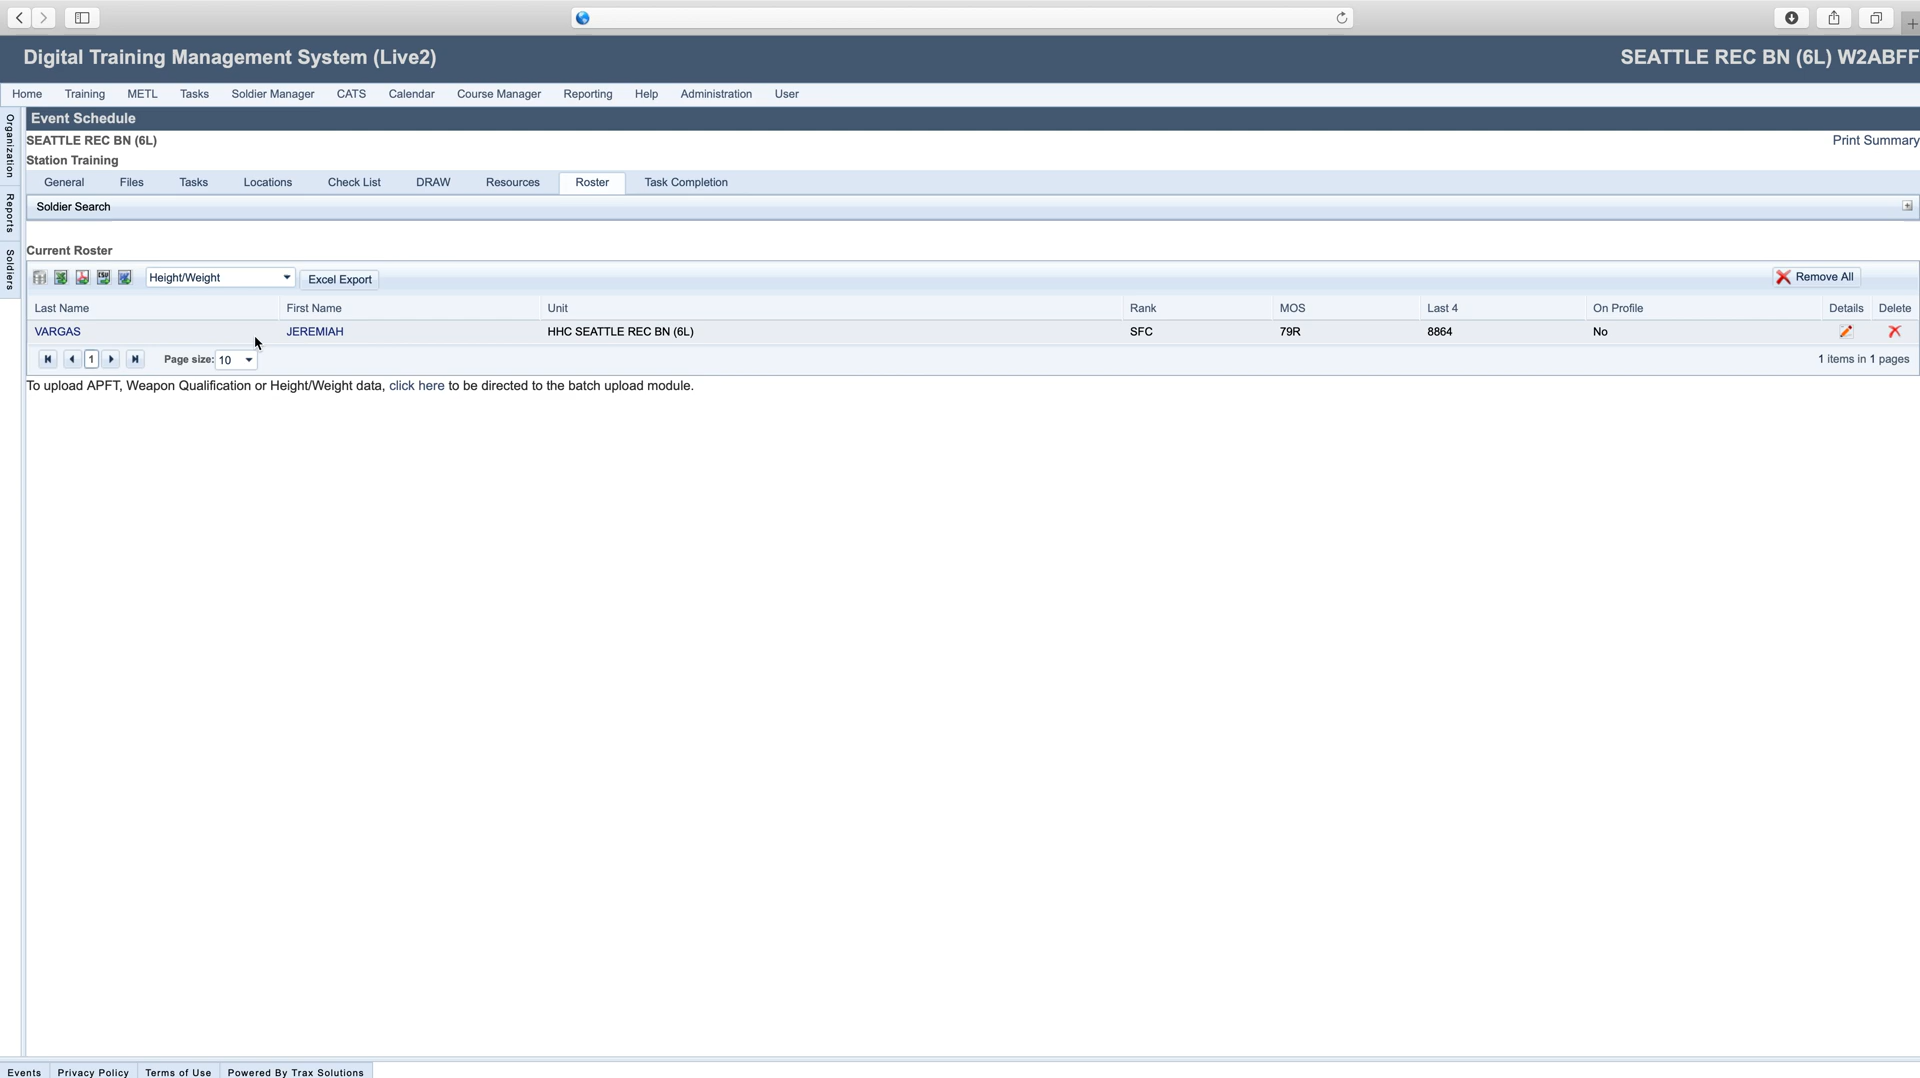 Digital Training Management System (Live2) SEATTLE REC BN (6L) W2ABFF
Home Training METL Tasks Soldier Manager CATS Calendar Course Manager Reporting Help Administration User
Organization
Reports
Soldiers
Event Schedule
SEATTLE REC BN (6L) Print Summary
Station Training
General Files Tasks Locations Check List DRAW Resources Roster Task Completion
Soldier Search
Current Roster
Height/Weight Excel Export Remove All
Last Name First Name Unit Rank MOS Last 4 On Profile Details Delete
VARGAS JEREMIAH HHC SEATTLE REC BN (6L) SFC 79R 8864 No
1 Page size: 10 1 items in 1 pages
To upload APFT, Weapon Qualification or Height/Weight data, click here to be directed to the batch upload module.
Events Privacy Policy Terms of Use Powered By Trax Solutions